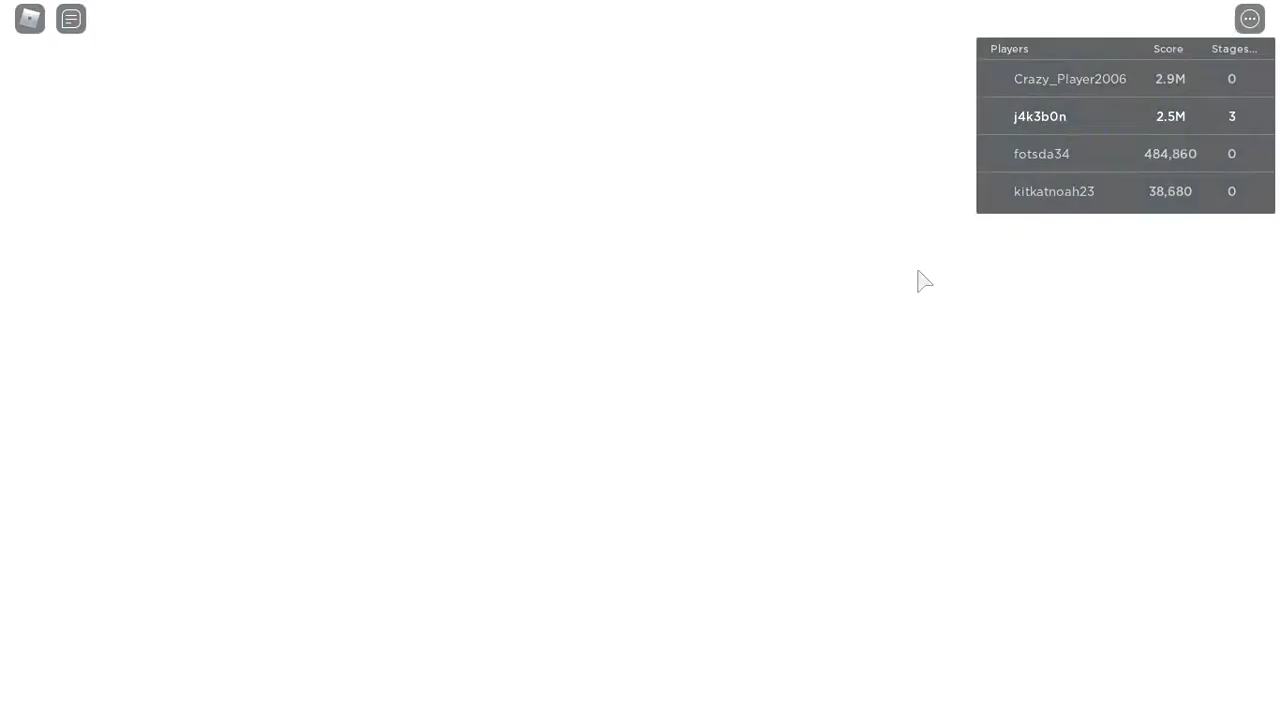 Players Score Stages...
Crazy_Player2006 2.9M 0
j4k3b0n 2.5M 3
fotsda34 484,860 0
kitkatnoah23 38,680 0